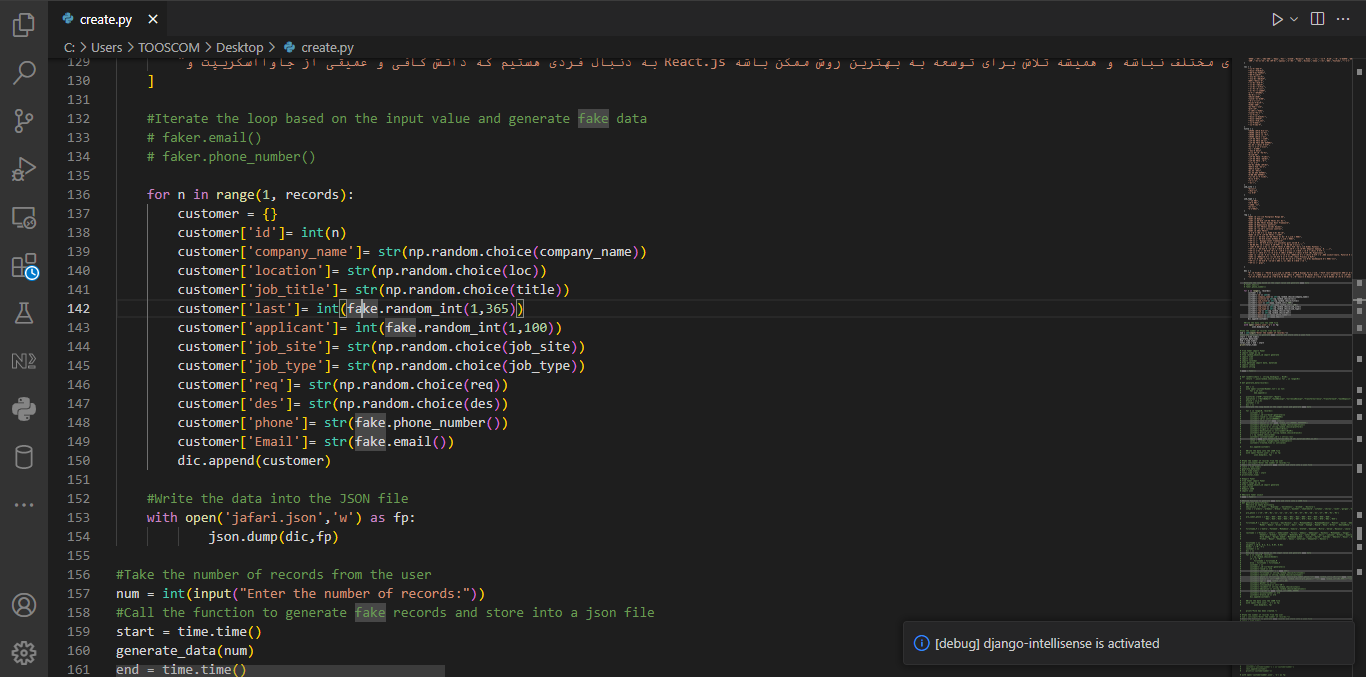 create.py
C: > Users > TOOSCOM > Desktop > create.py
129 ی مختلف نباشه و همیشه تلاش برای توسعه به بهترین روش ممکن باشه React.js به دنبال فردی هستیم که دانش کافی و عمیقی از جاوااسکریپت و"
130 ]
131
132 #Iterate the loop based on the input value and generate fake data
133 # faker.email()
134 # faker.phone_number()
135
136 for n in range(1, records):
137 customer = {}
138 customer['id']= int(n)
139 customer['company_name']= str(np.random.choice(company_name))
140 customer['location']= str(np.random.choice(loc))
141 customer['job_title']= str(np.random.choice(title))
142 customer['last']= int(fake.random_int(1,365))
143 customer['applicant']= int(fake.random_int(1,100))
144 customer['job_site']= str(np.random.choice(job_site))
145 customer['job_type']= str(np.random.choice(job_type))
146 customer['req']= str(np.random.choice(req))
147 customer['des']= str(np.random.choice(des))
148 customer['phone']= str(fake.phone_number())
149 customer['Email']= str(fake.email())
150 dic.append(customer)
151
152 #Write the data into the JSON file
153 with open('jafari.json','w') as fp:
154 json.dump(dic,fp)
155
156 #Take the number of records from the user
157 num = int(input("Enter the number of records:"))
158 #Call the function to generate fake records and store into a json file
159 start = time.time()
160 generate_data(num)
161 end = time.time()
[debug] django-intellisense is activated